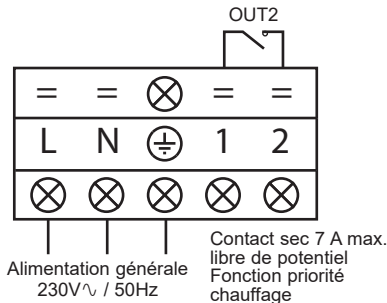 OUT2
= = = =
L N 1 2
Alimentation générale
230V∿ / 50Hz
Contact sec 7 A max.
libre de potentiel
Fonction priorité
chauffage